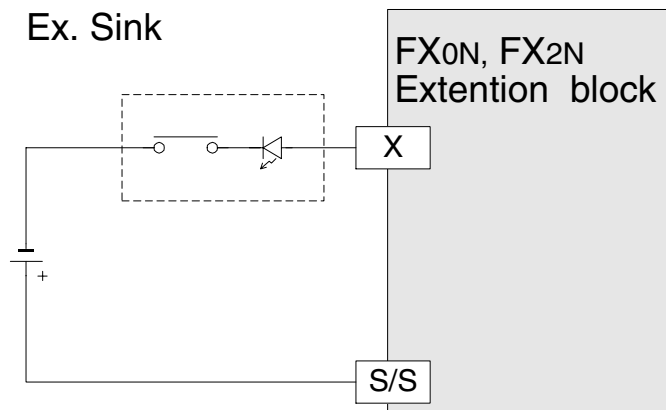 Ex. Sink
FX0N, FX2N
Extention block
X
+
S/S